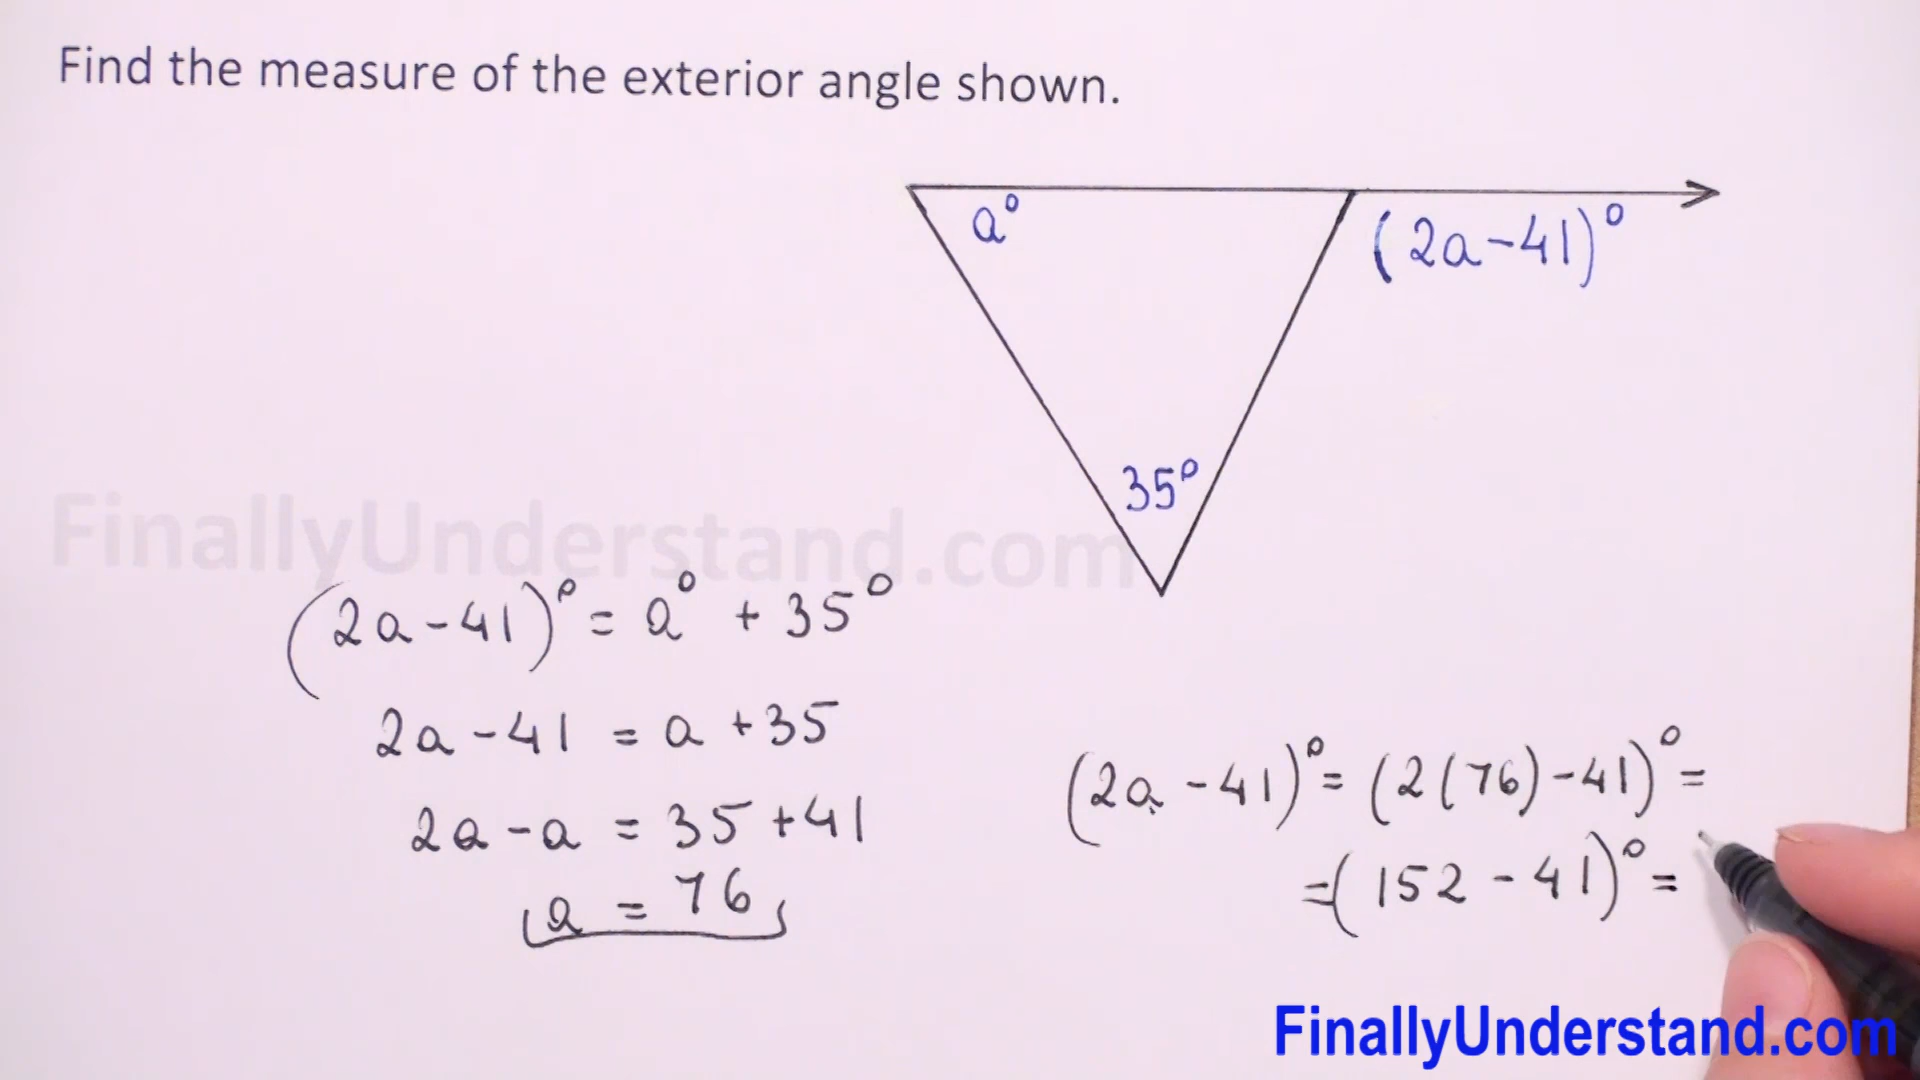 Find the measure of the exterior angle shown.
a°
(2a-41)°
35°
FinallyUnderstand.com
(2a-41)° = a° + 35°
2a-41 = a+35
2a-a = 35+41
a = 76
(2a-41)° = (2(76)-41)° =
=(152-41)° =
FinallyUnderstand.com